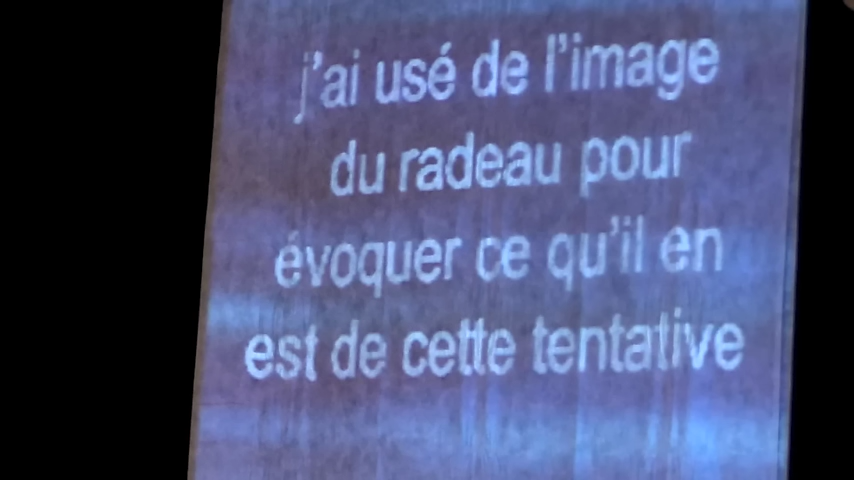 j'ai usé de l'image
du radeau pour
évoquer ce qu'il en
est de cette tentative